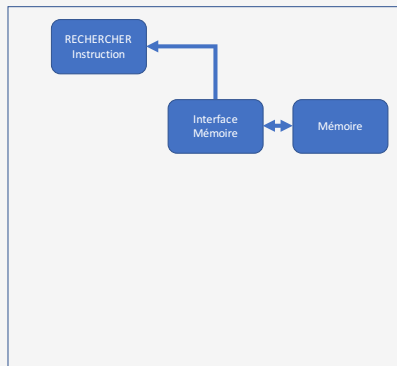 RECHERCHER
Instruction
Interface
Mémoire
Mémoire